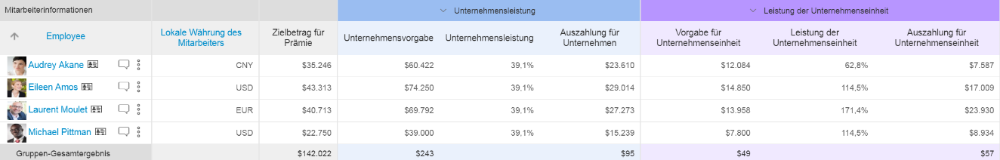 Mitarbeiterinformationen Unternehmensleistung Leistung der Unternehmenseinheit
Employee Lokale Währung des Mitarbeiters Zielbetrag für Prämie Unternehmensvorgabe Unternehmensleistung Auszahlung für Unternehmen Vorgabe für Unternehmenseinheit Leistung der Unternehmenseinheit Auszahlung für Unternehmenseinheit
Audrey Akane CNY $35.246 $60.422 39,1% $23.610 $12.084 62,8% $7.587
Eileen Amos USD $43.313 $74.250 39,1% $29.014 $14.850 114,5% $17.009
Laurent Moulet EUR $40.713 $69.792 39,1% $27.273 $13.958 171,4% $23.930
Michael Pittman USD $22.750 $39.000 39,1% $15.239 $7.800 114,5% $8.934
Gruppen-Gesamtergebnis $142.022 $243 $95 $49 $57